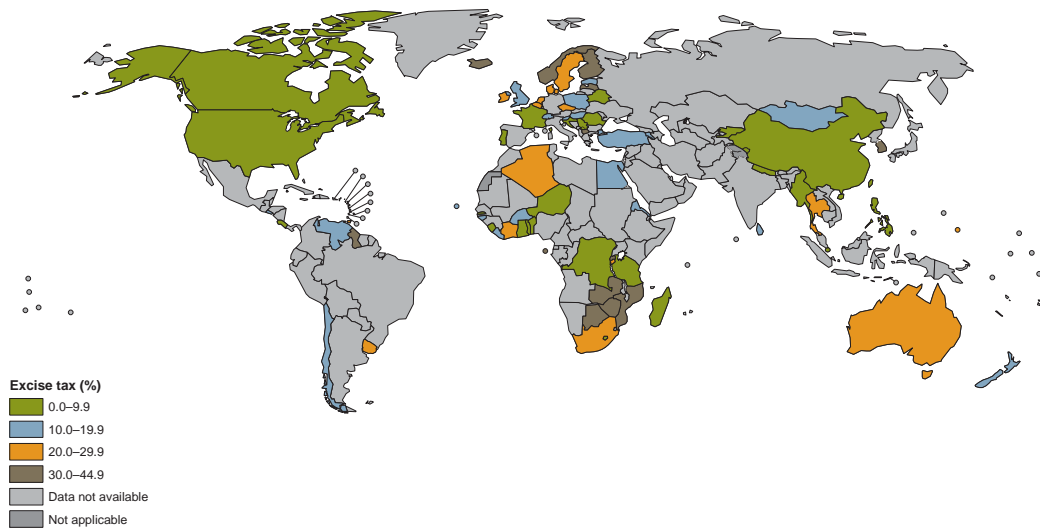 Excise tax (%)
0.0–9.9
10.0–19.9
20.0–29.9
30.0–44.9
Data not available
Not applicable